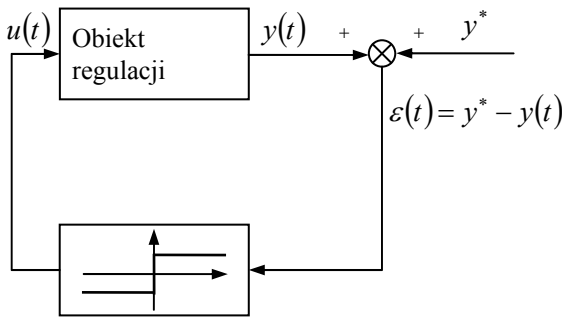 u(t)
Obiekt
regulacji
y(t)
+
+
y*
ε(t) = y* − y(t)